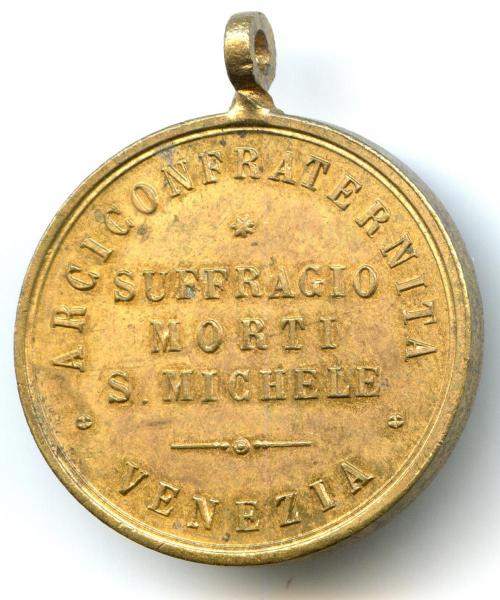 ARCICONFRATERNITA
SUFFRAGIO
MORTI
S. MICHELE
VENEZIA